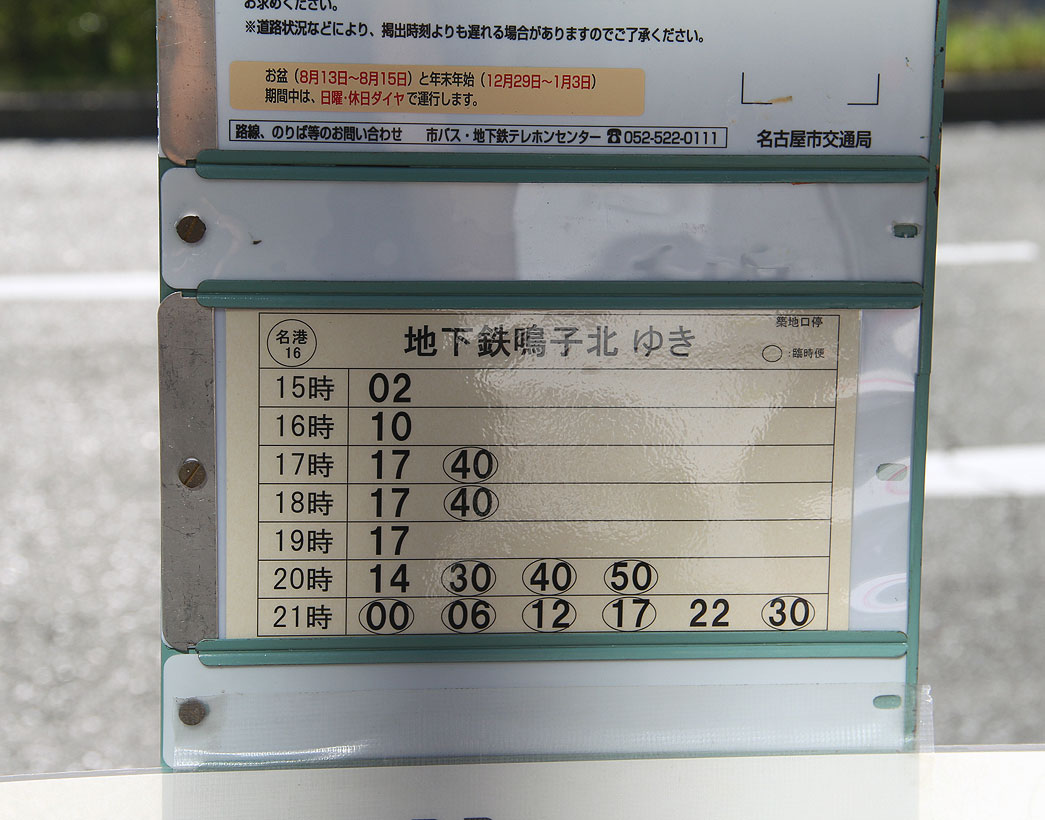 お求めください。
※道路状況などにより、掲出時刻よりも遅れる場合がありますのでご了承ください。
お盆（8月13日～8月15日）と年末年始（12月29日～1月3日）
期間中は、日曜・休日ダイヤで運行します。
路線、のりば等のお問い合わせ 市バス・地下鉄テレホンセンター ☎052-522-0111
名古屋市交通局
名港16 地下鉄鳴子北 ゆき
築地口停
○:臨時便
15時 02
16時 10
17時 17 40
18時 17 40
19時 17
20時 14 30 40 50
21時 00 06 12 17 22 30